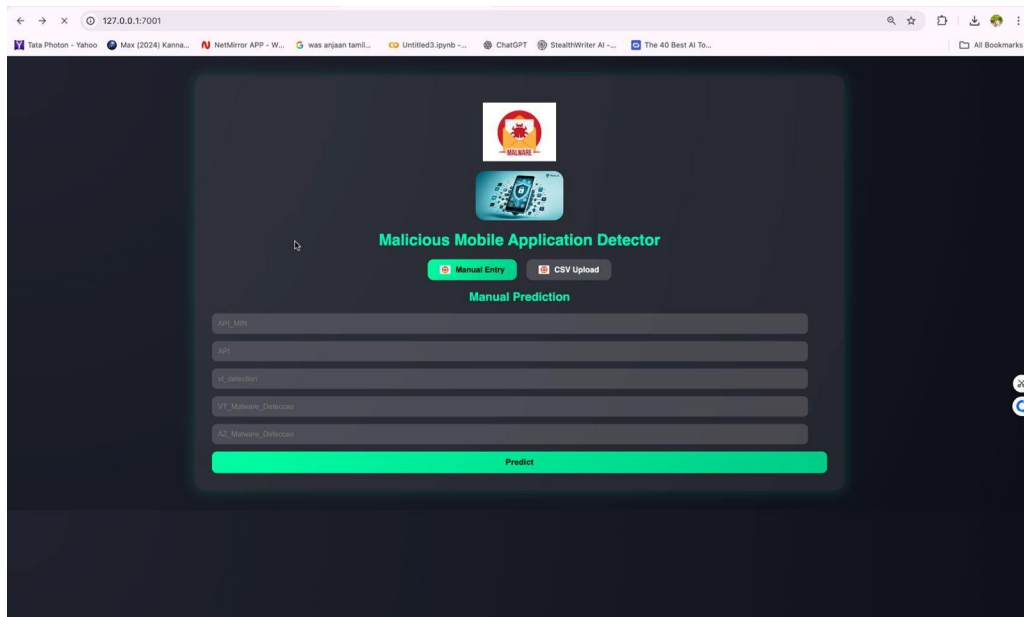 127.0.0.1:7001
Tata Photon - Yahoo Max (2024) Kanna... NetMirror APP - W... was anjaan tamil... Untitled3.ipynb -... ChatGPT StealthWriter AI -... The 40 Best AI To... All Bookmarks
MALWARE
Malicious Mobile Application Detector
Manual Entry CSV Upload
Manual Prediction
API_MIN
API
vt_detection
VT_Malware_Deteccao
AZ_Malware_Deteccao
Predict